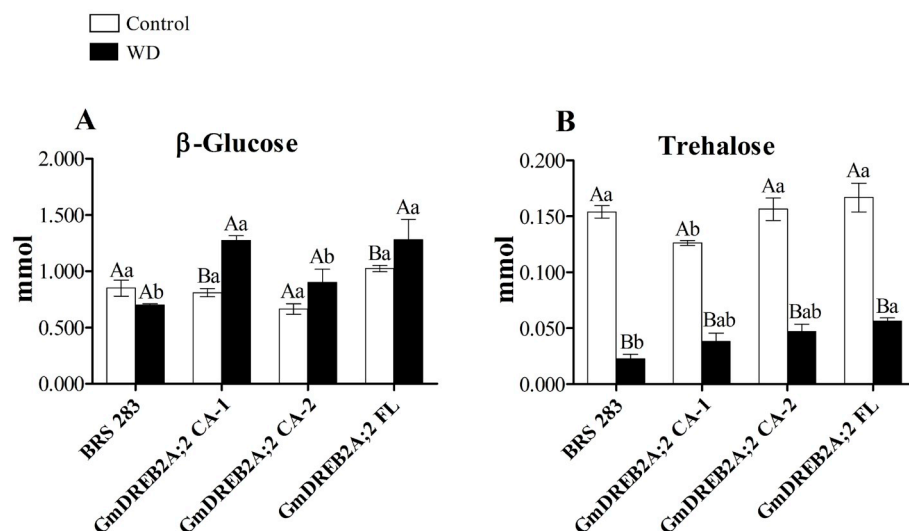 Control
WD
A
β-Glucose
mmol
2.000
1.500
1.000
0.500
0.000
Aa
Ab
Ba
Aa
Aa
Ab
Ba
Aa
BRS 283
GmDREB2A;2 CA-1
GmDREB2A;2 CA-2
GmDREB2A;2 FL
B
Trehalose
mmol
0.200
0.150
0.100
0.050
0.000
Aa
Bb
Ab
Bab
Aa
Bab
Aa
Ba
BRS 283
GmDREB2A;2 CA-1
GmDREB2A;2 CA-2
GmDREB2A;2 FL